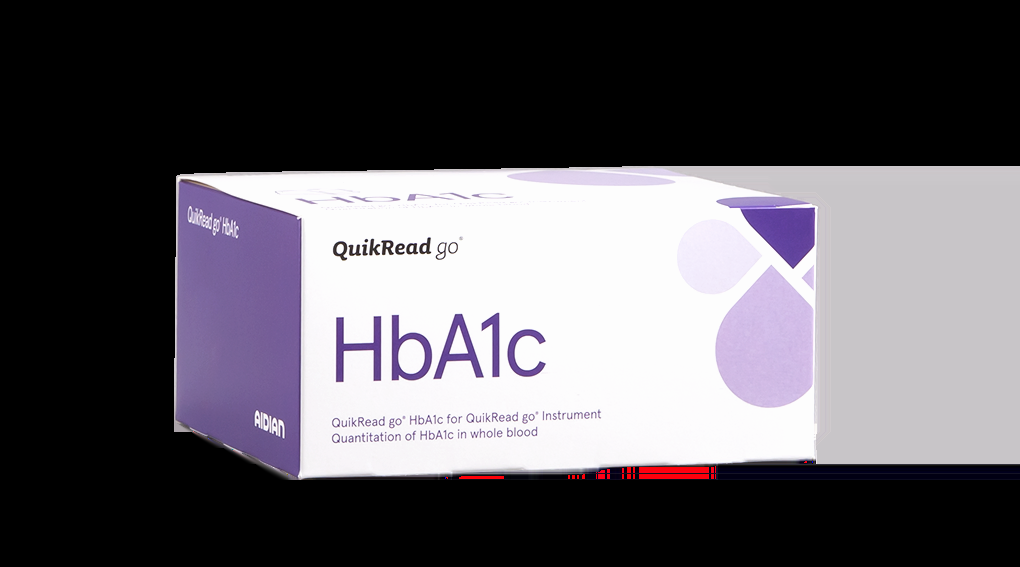 QuikRead go® HbA1c
AIDIAN
HbA1c
QuikRead go®
HbA1c
QuikRead go® HbA1c for QuikRead go® Instrument
Quantitation of HbA1c in whole blood